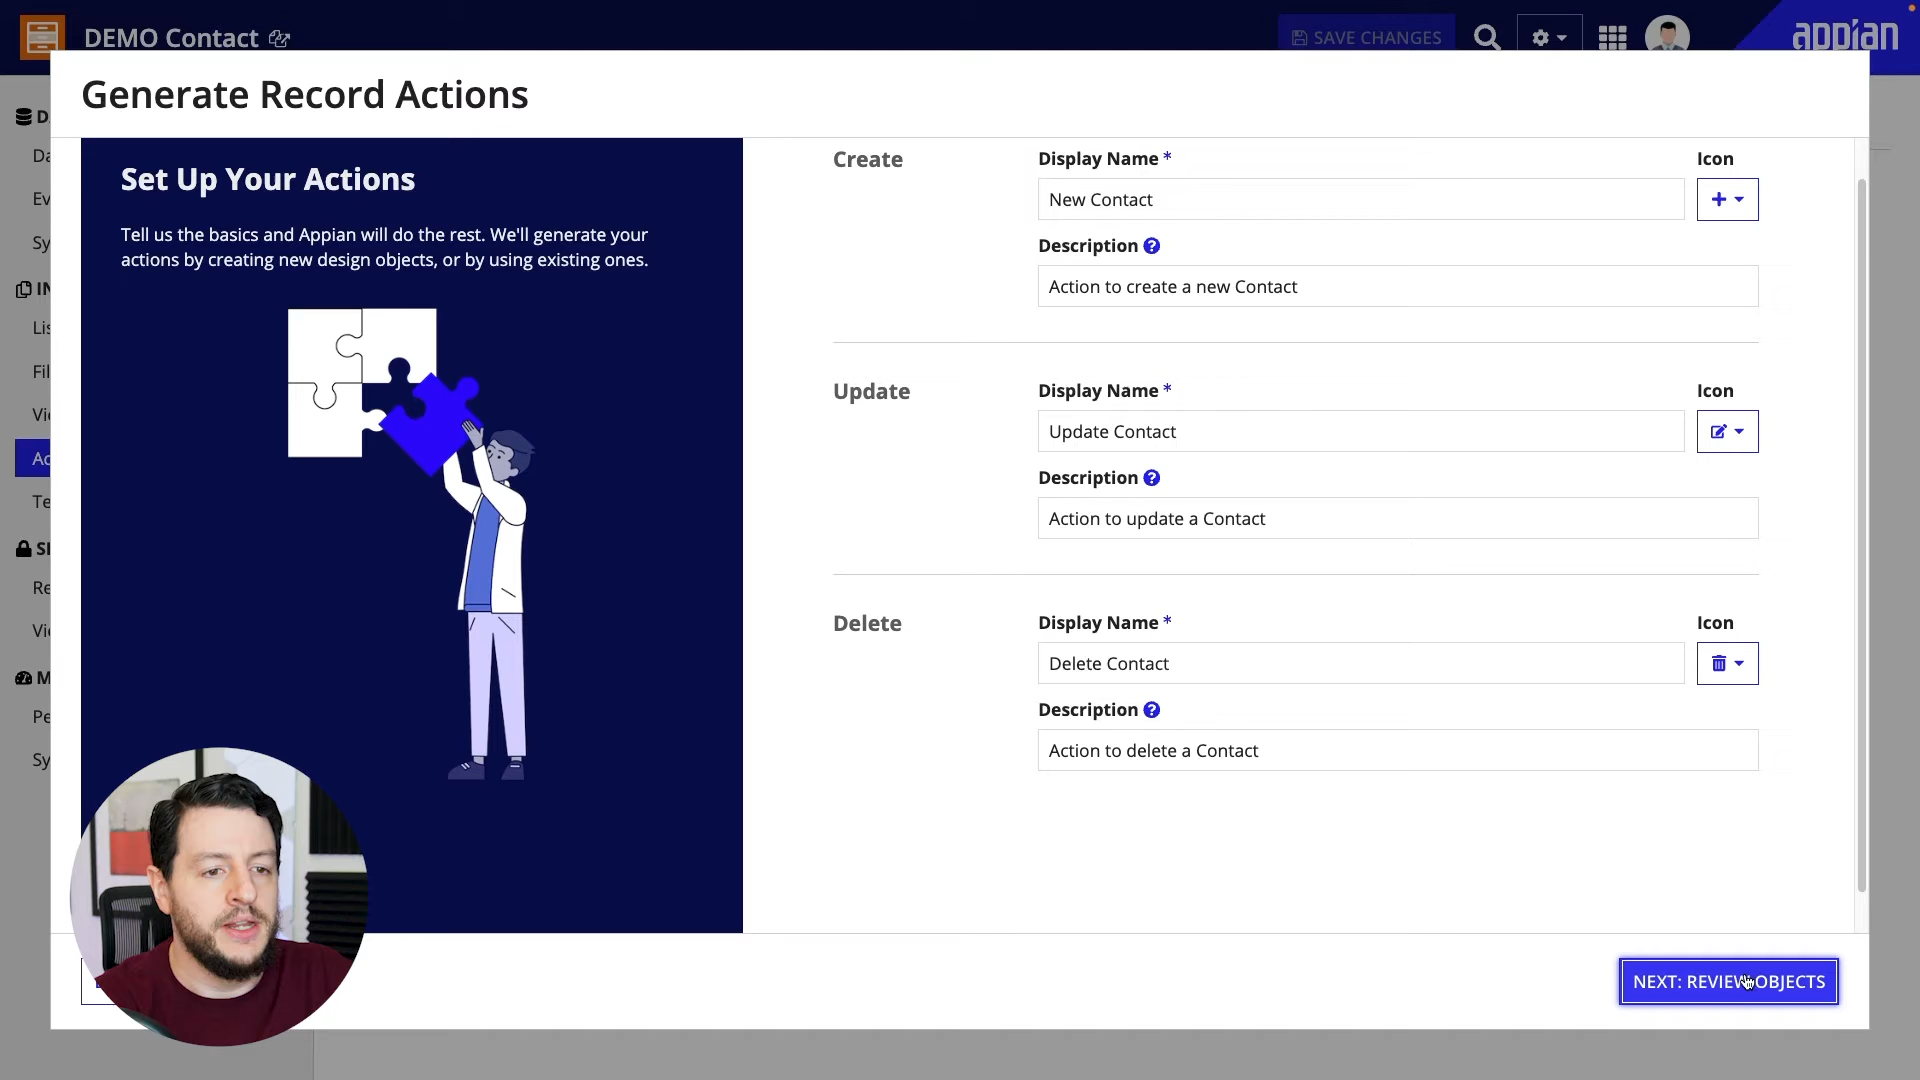 DEMO Contact
SAVE CHANGES
appian
Generate Record Actions
Set Up Your Actions
Tell us the basics and Appian will do the rest. We'll generate your
actions by creating new design objects, or by using existing ones.
Create
Display Name *
Icon
New Contact
Description ?
Action to create a new Contact
Update
Display Name *
Icon
Update Contact
Description ?
Action to update a Contact
Delete
Display Name *
Icon
Delete Contact
Description ?
Action to delete a Contact
NEXT: REVIEW OBJECTS